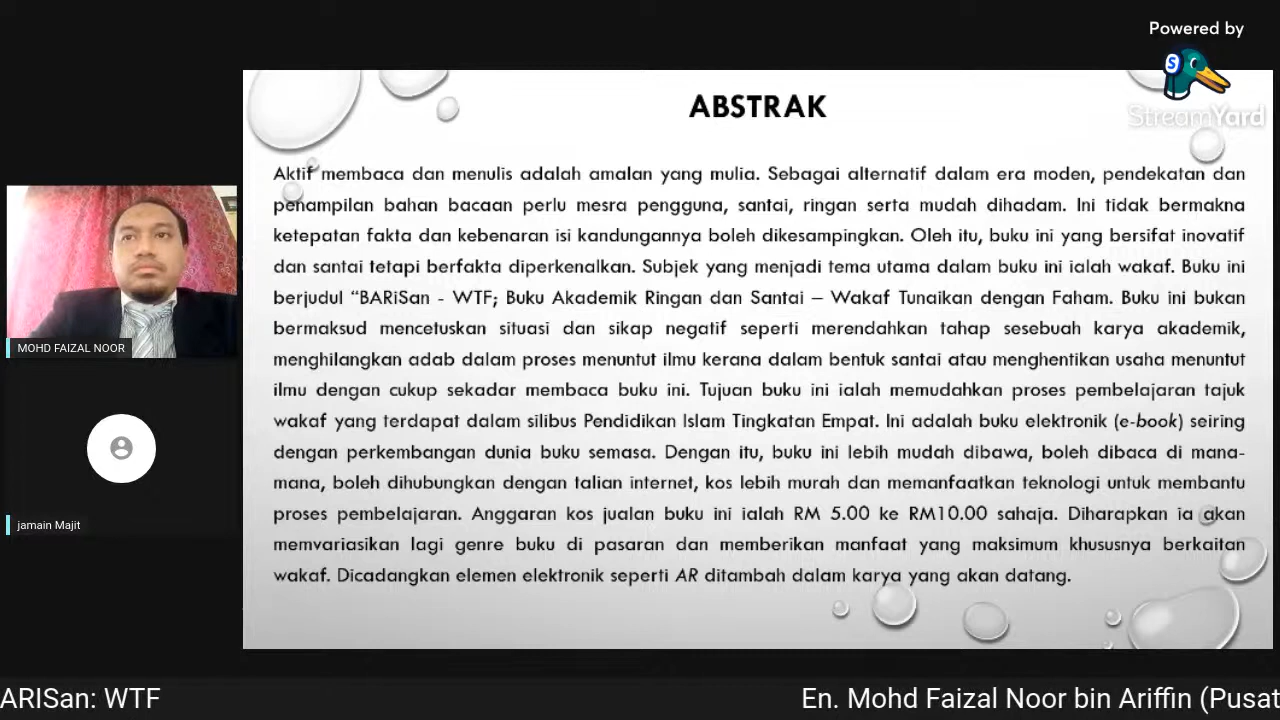 Powered by
StreamYard
ABSTRAK
Aktif membaca dan menulis adalah amalan yang mulia. Sebagai alternatif dalam era moden, pendekatan dan
penampilan bahan bacaan perlu mesra pengguna, santai, ringan serta mudah dihadam. Ini tidak bermakna
ketepatan fakta dan kebenaran isi kandungannya boleh dikesampingkan. Oleh itu, buku ini yang bersifat inovatif
dan santai tetapi berfakta diperkenalkan. Subjek yang menjadi tema utama dalam buku ini ialah wakaf. Buku ini
berjudul “BARiSan - WTF; Buku Akademik Ringan dan Santai – Wakaf Tunaikan dengan Faham. Buku ini bukan
bermaksud mencetuskan situasi dan sikap negatif seperti merendahkan tahap sesebuah karya akademik,
menghilangkan adab dalam proses menuntut ilmu kerana dalam bentuk santai atau menghentikan usaha menuntut
ilmu dengan cukup sekadar membaca buku ini. Tujuan buku ini ialah memudahkan proses pembelajaran tajuk
wakaf yang terdapat dalam silibus Pendidikan Islam Tingkatan Empat. Ini adalah buku elektronik (e-book) seiring
dengan perkembangan dunia buku semasa. Dengan itu, buku ini lebih mudah dibawa, boleh dibaca di mana-
mana, boleh dihubungkan dengan talian internet, kos lebih murah dan memanfaatkan teknologi untuk membantu
proses pembelajaran. Anggaran kos jualan buku ini ialah RM 5.00 ke RM10.00 sahaja. Diharapkan ia akan
memvariasikan lagi genre buku di pasaran dan memberikan manfaat yang maksimum khususnya berkaitan
wakaf. Dicadangkan elemen elektronik seperti AR ditambah dalam karya yang akan datang.
MOHD FAIZAL NOOR
jamain Majit
ARISan: WTF
En. Mohd Faizal Noor bin Ariffin (Pusat